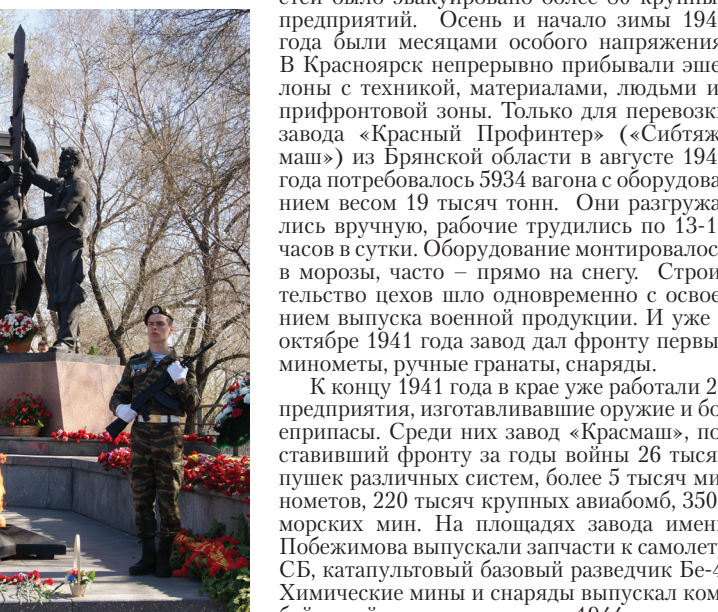 стей было эвакуировано более 80 крупных
предприятий. Осень и начало зимы 194
года были месяцами особого напряжения
В Красноярск непрерывно прибывали эше
лоны с техникой, материалами, людьми и
прифронтовой зоны. Только для перевозк
завода «Красный Профинтер» («Сибтяж
маш») из Брянской области в августе 194
года потребовалось 5934 вагона с оборудова
нием весом 19 тысяч тонн. Они разгружа
лись вручную, рабочие трудились по 13-1
часов в сутки. Оборудование монтировалос
в морозы, часто – прямо на снегу. Строи
тельство цехов шло одновременно с освое
нием выпуска военной продукции. И уже
октябре 1941 года завод дал фронту первы
минометы, ручные гранаты, снаряды.
К концу 1941 года в крае уже работали 2
предприятия, изготавливавшие оружие и бо
еприпасы. Среди них завод «Красмаш», по
ставивший фронту за годы войны 26 тыся
пушек различных систем, более 5 тысяч ми
нометов, 220 тысяч крупных авиабомб, 350
морских мин. На площадях завода имен
Побежимова выпускали запчасти к самолет
СБ, катапультовый базовый разведчик Бе-4
Химические мины и снаряды выпускал ком